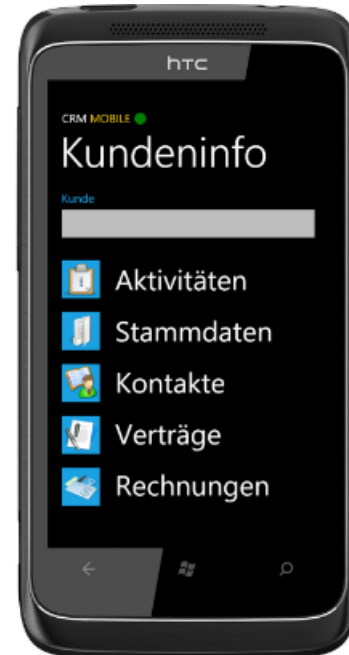 hTC
CRM MOBILE
Kundeninfo
Kunde
Aktivitäten
Stammdaten
Kontakte
Verträge
Rechnungen